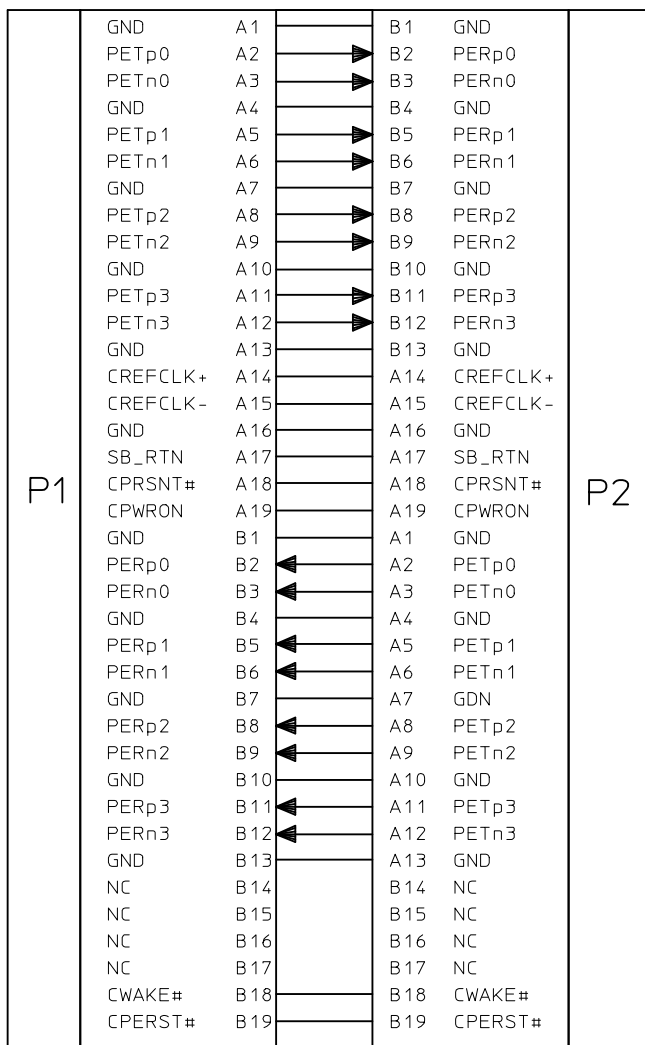 GND A1 B1 GND
PETp0 A2 B2 PERp0
PETn0 A3 B3 PERn0
GND A4 B4 GND
PETp1 A5 B5 PERp1
PETn1 A6 B6 PERn1
GND A7 B7 GND
PETp2 A8 B8 PERp2
PETn2 A9 B9 PERn2
GND A10 B10 GND
PETp3 A11 B11 PERp3
PETn3 A12 B12 PERn3
GND A13 B13 GND
CREFCLK+ A14 A14 CREFCLK+
CREFCLK- A15 A15 CREFCLK-
GND A16 A16 GND
SB_RTN A17 A17 SB_RTN
P1 CPRSNT# A18 A18 CPRSNT# P2
CPWRON A19 A19 CPWRON
GND B1 A1 GND
PERp0 B2 A2 PETp0
PERn0 B3 A3 PETn0
GND B4 A4 GND
PERp1 B5 A5 PETp1
PERn1 B6 A6 PETn1
GND B7 A7 GDN
PERp2 B8 A8 PETp2
PERn2 B9 A9 PETn2
GND B10 A10 GND
PERp3 B11 A11 PETp3
PERn3 B12 A12 PETn3
GND B13 A13 GND
NC B14 B14 NC
NC B15 B15 NC
NC B16 B16 NC
NC B17 B17 NC
CWAKE# B18 B18 CWAKE#
CPERST# B19 B19 CPERST#